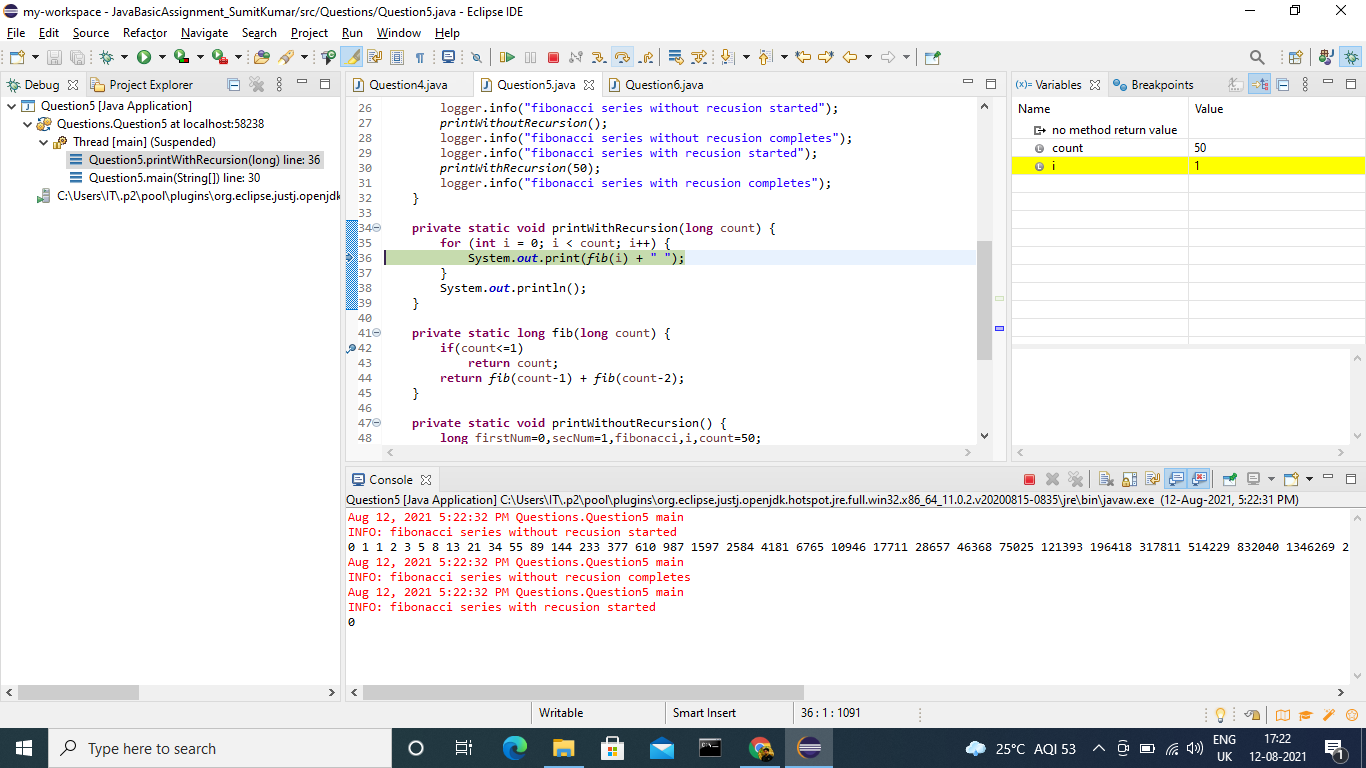 my-workspace - JavaBasicAssignment_SumitKumar/src/Questions/Question5.java - Eclipse IDE
File Edit Source Refactor Navigate Search Project Run Window Help
Debug Project Explorer
Question5 [Java Application]
Questions.Question5 at localhost:58238
Thread [main] (Suspended)
Question5.printWithRecursion(long) line: 36
Question5.main(String[]) line: 30
C:\Users\IT\.p2\pool\plugins\org.eclipse.justj.openjdk
Question4.java Question5.java Question6.java
26 logger.info("fibonacci series without recusion started");
27 printWithoutRecursion();
28 logger.info("fibonacci series without recusion completes");
29 logger.info("fibonacci series with recusion started");
30 printWithRecursion(50);
31 logger.info("fibonacci series with recusion completes");
32 }
33
34 private static void printWithRecursion(long count) {
35 for (int i = 0; i < count; i++) {
36 System.out.print(fib(i) + " ");
37 }
38 System.out.println();
39 }
40
41 private static long fib(long count) {
42 if(count<=1)
43 return count;
44 return fib(count-1) + fib(count-2);
45 }
46
47 private static void printWithoutRecursion() {
48 long firstNum=0,secNum=1,fibonacci,i,count=50;
(x)= Variables Breakpoints
Name Value
no method return value
count 50
i 1
Console
Question5 [Java Application] C:\Users\IT\.p2\pool\plugins\org.eclipse.justj.openjdk.hotspot.jre.full.win32.x86_64_11.0.2.v20200815-0835\jre\bin\javaw.exe (12-Aug-2021, 5:22:31 PM)
Aug 12, 2021 5:22:32 PM Questions.Question5 main
INFO: fibonacci series without recusion started
0 1 1 2 3 5 8 13 21 34 55 89 144 233 377 610 987 1597 2584 4181 6765 10946 17711 28657 46368 75025 121393 196418 317811 514229 832040 1346269 2
Aug 12, 2021 5:22:32 PM Questions.Question5 main
INFO: fibonacci series without recusion completes
Aug 12, 2021 5:22:32 PM Questions.Question5 main
INFO: fibonacci series with recusion started
0
Writable Smart Insert 36 : 1 : 1091
Type here to search
25°C AQI 53
ENG
UK
17:22
12-08-2021
1